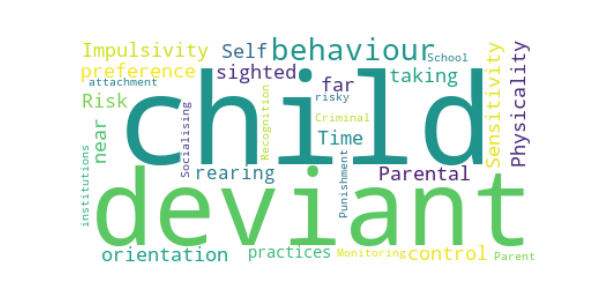 Impulsivity Self behaviour School
preference sighted far taking Sensitivity Physicality
attachment
child
Risk near Socialising Recognition risky
Criminal
Time
institutions rearing Punishment Parental
deviant
orientation practices Monitoring control Parent